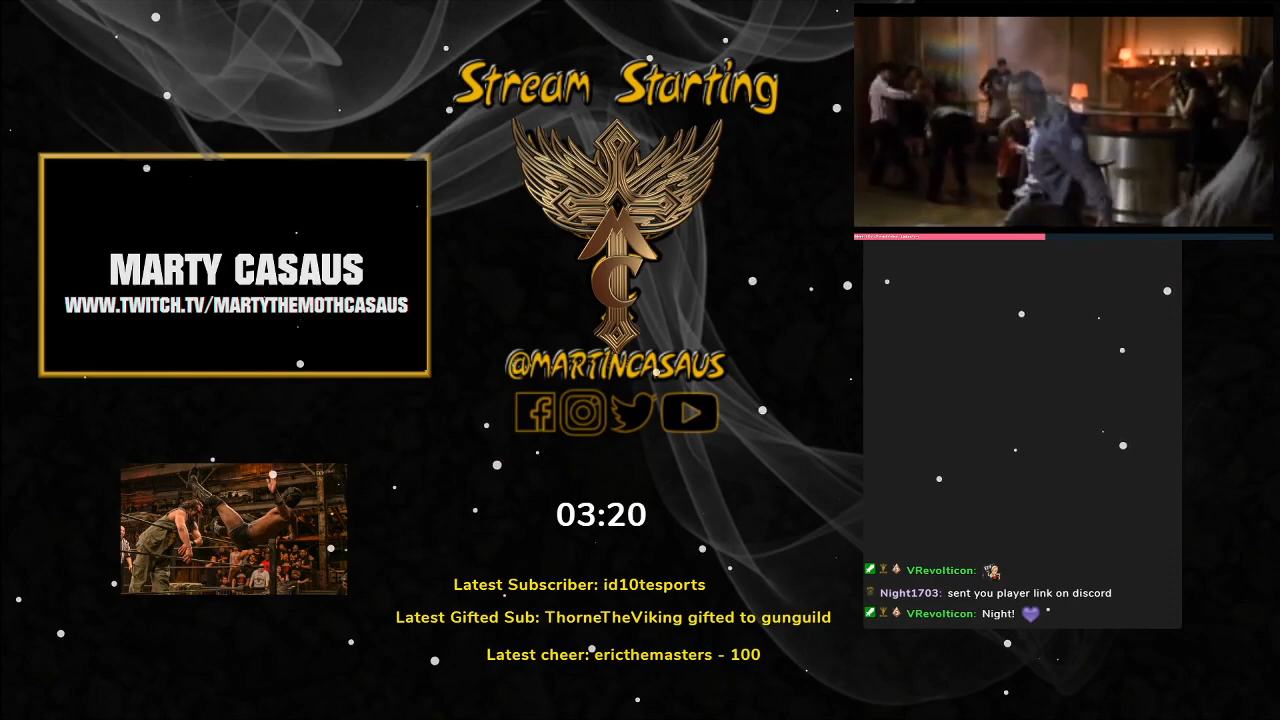 Stream Starting
MARTY CASAUS
WWW.TWITCH.TV/MARTYTHEMOTHCASAUS
MC
@MARTINCASAUS
03:20
Latest Subscriber: id10tesports
Latest Gifted Sub: ThorneTheViking gifted to gunguild
Latest cheer: ericthemasters - 100
VRevolticon:
Night1703: sent you player link on discord
VRevolticon: Night!